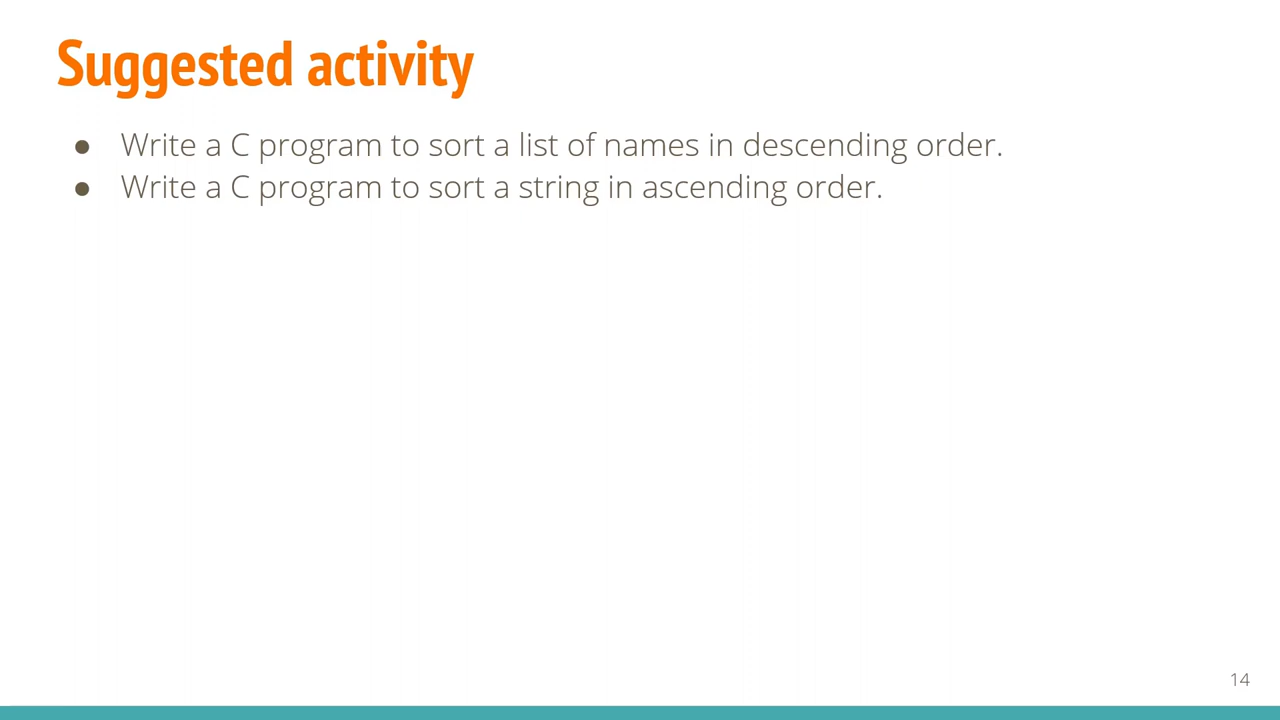 Suggested activity
● Write a C program to sort a list of names in descending order.
● Write a C program to sort a string in ascending order.
14